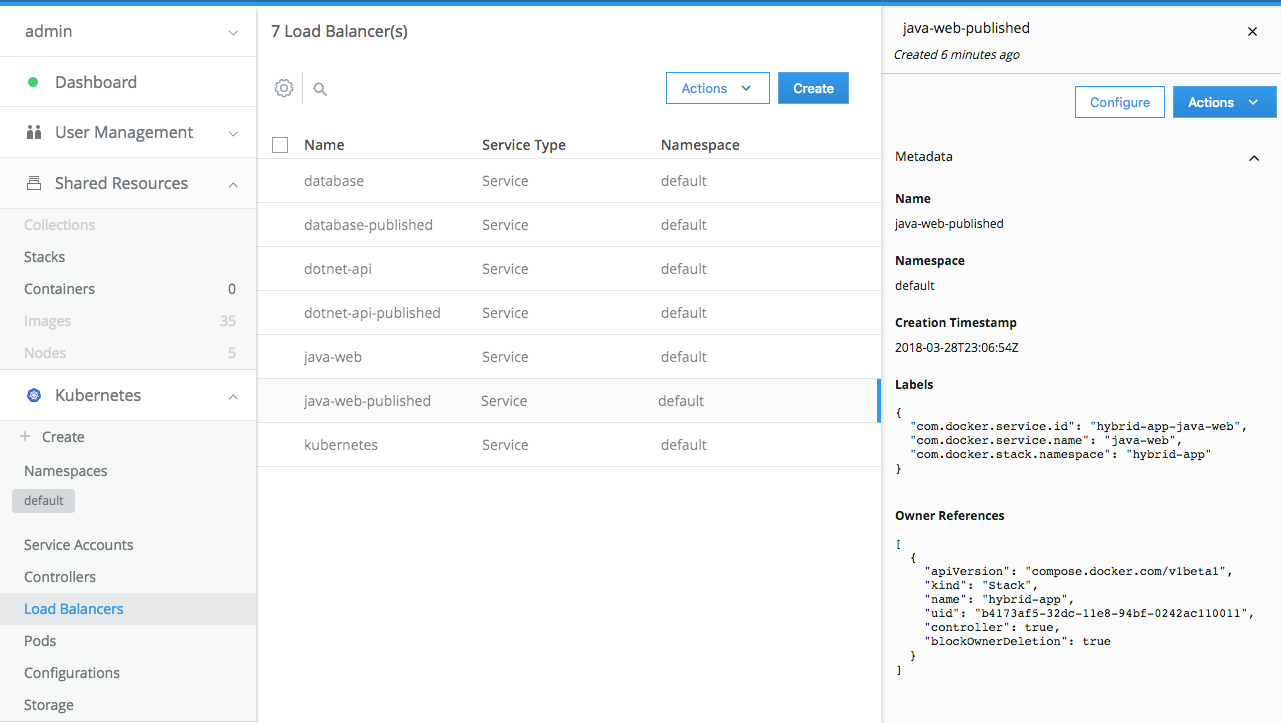 admin
Dashboard
User Management
Shared Resources
Collections
Stacks
Containers 0
Images 35
Nodes 5
Kubernetes
Create
Namespaces
default
Service Accounts
Controllers
Load Balancers
Pods
Configurations
Storage
7 Load Balancer(s)
Actions Create
Name Service Type Namespace
database Service default
database-published Service default
dotnet-api Service default
dotnet-api-published Service default
java-web Service default
java-web-published Service default
kubernetes Service default
java-web-published
Created 6 minutes ago
Configure Actions
Metadata
Name
java-web-published
Namespace
default
Creation Timestamp
2018-03-28T23:06:54Z
Labels
{
"com.docker.service.id": "hybrid-app-java-web",
"com.docker.service.name": "java-web",
"com.docker.stack.namespace": "hybrid-app"
}
Owner References
[
{
"apiVersion": "compose.docker.com/v1beta1",
"kind": "Stack",
"name": "hybrid-app",
"uid": "b4173af5-32dc-11e8-94bf-0242ac110011",
"controller": true,
"blockOwnerDeletion": true
}
]